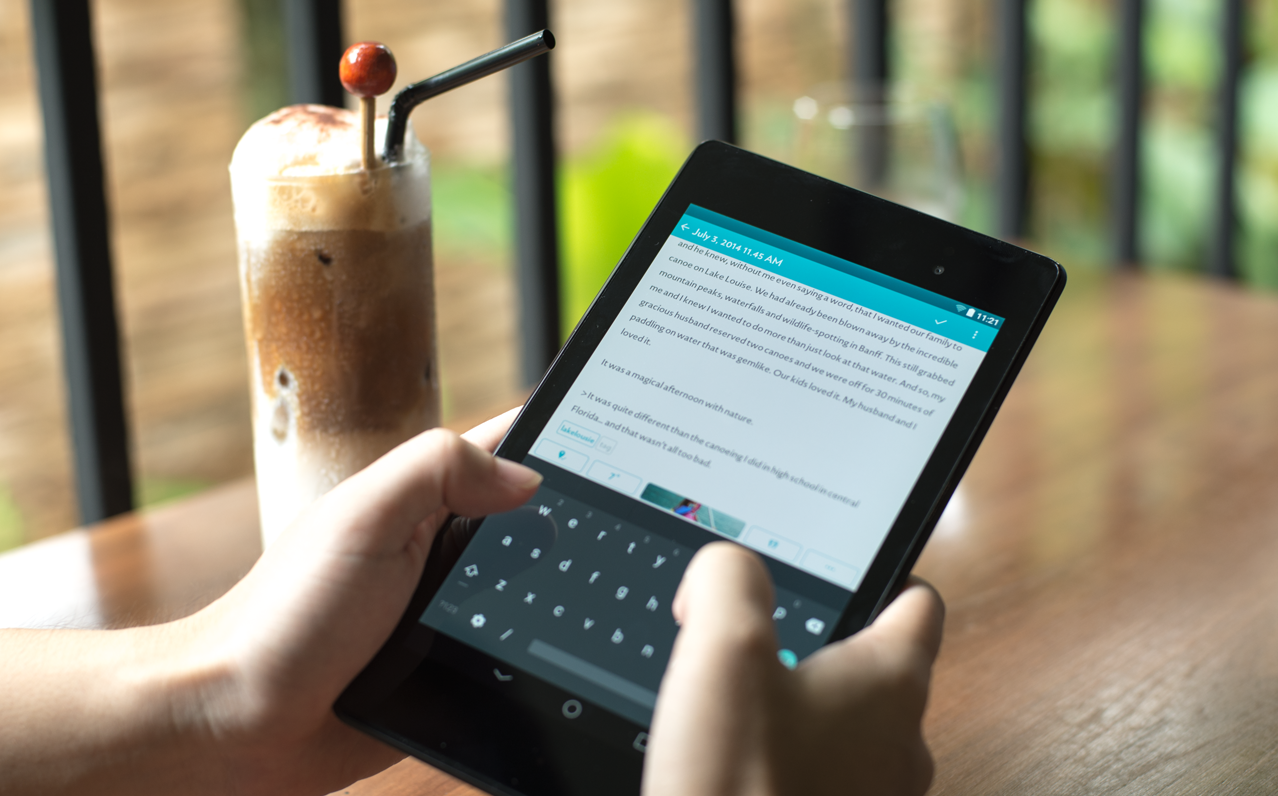 July 3, 2014 11.45 AM
11:21
and he knew, without me even saying a word, that I wanted our family to
canoe on Lake Louise. We had already been blown away by the incredible
mountain peaks, waterfalls and wildlife-spotting in Banff. This still grabbed
me and I knew I wanted to do more than just look at that water. And so, my
gracious husband reserved two canoes and we were off for 30 minutes of
paddling on water that was gemlike. Our kids loved it. My husband and I
loved it.
It was a magical afternoon with nature.
> It was quite different than the canoeing I did in high school in central
Florida... and that wasn't all too bad.
lakelouise tag
w e r t y p
a s d f g h
z x c v b n
/